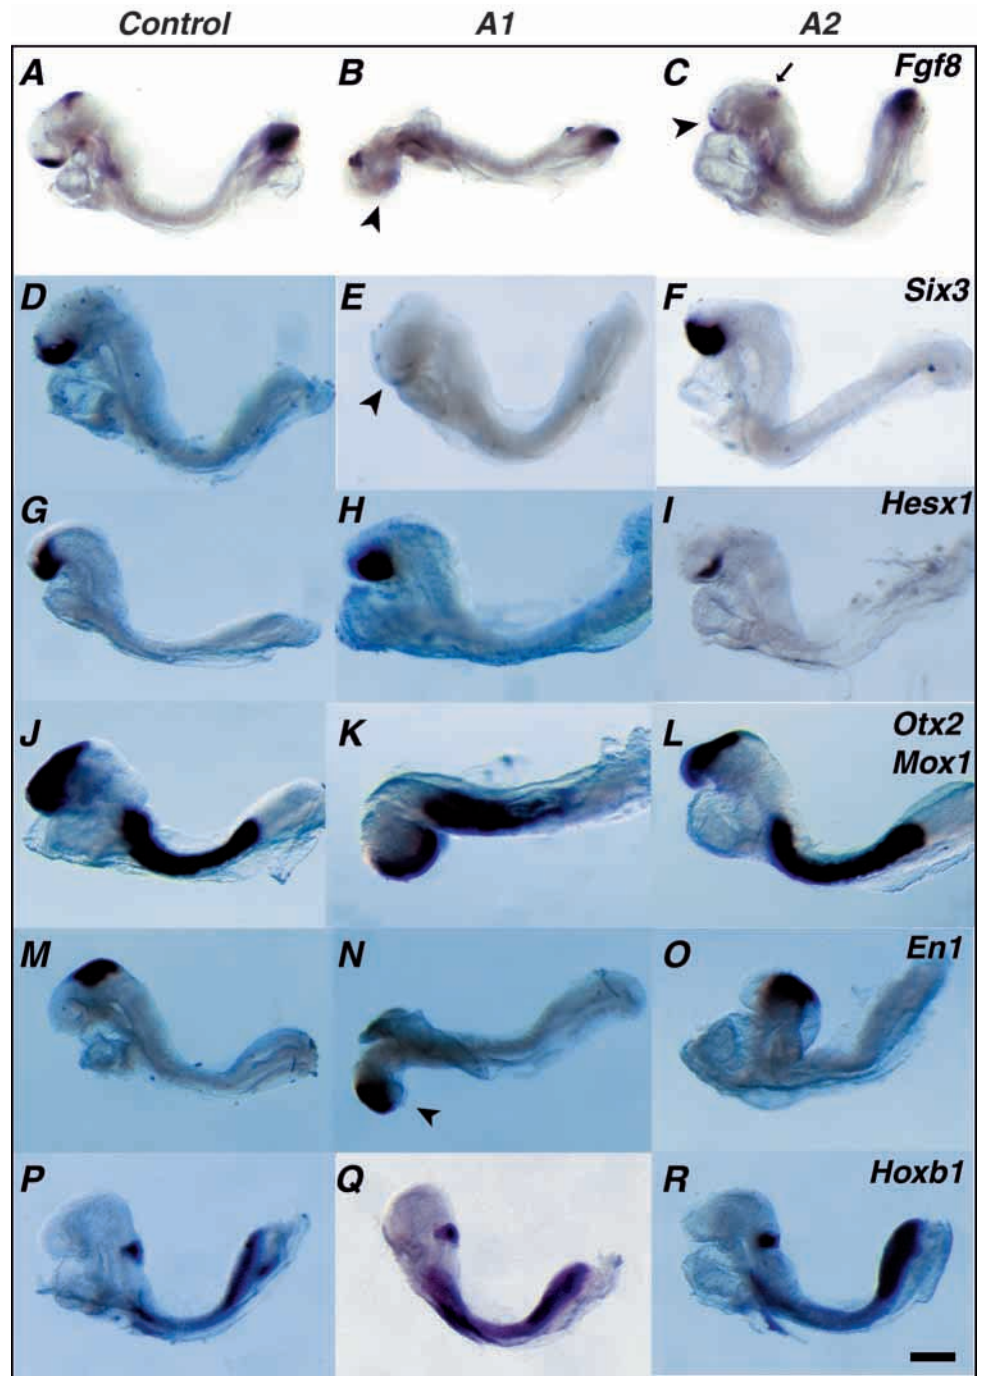 Control A1 A2
A B C Fgf8
D E F Six3
G H I Hesx1
J K L Otx2
Mox1
M N O En1
P Q R Hoxb1